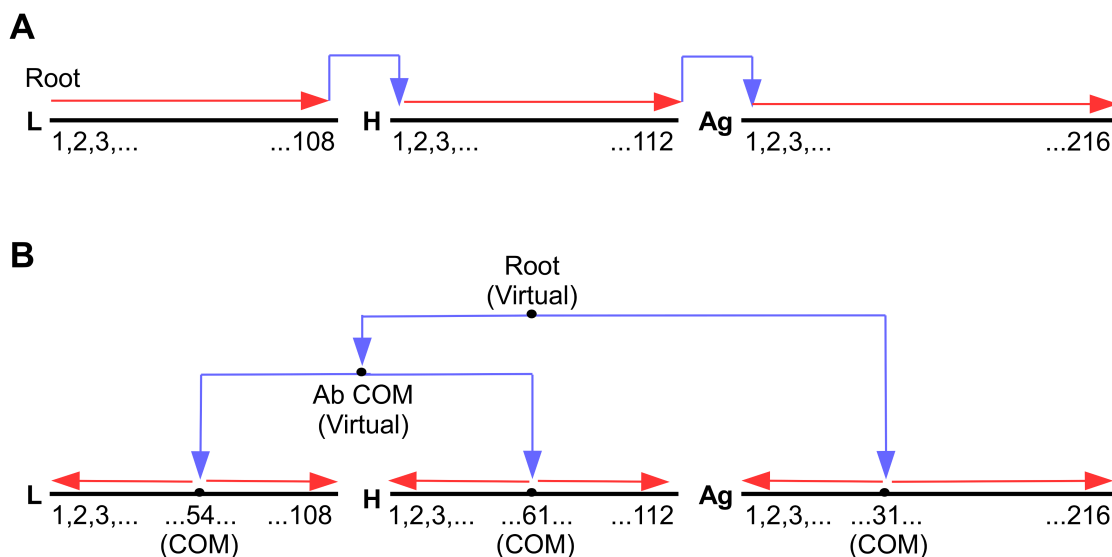 A
Root
L H Ag
1,2,3,... ...108 1,2,3,... ...112 1,2,3,... ...216
B
Root
(Virtual)
Ab COM
(Virtual)
L H Ag
1,2,3,... ...54... ...108 1,2,3,... ...61... ...112 1,2,3,... ...31... ...216
(COM) (COM) (COM)